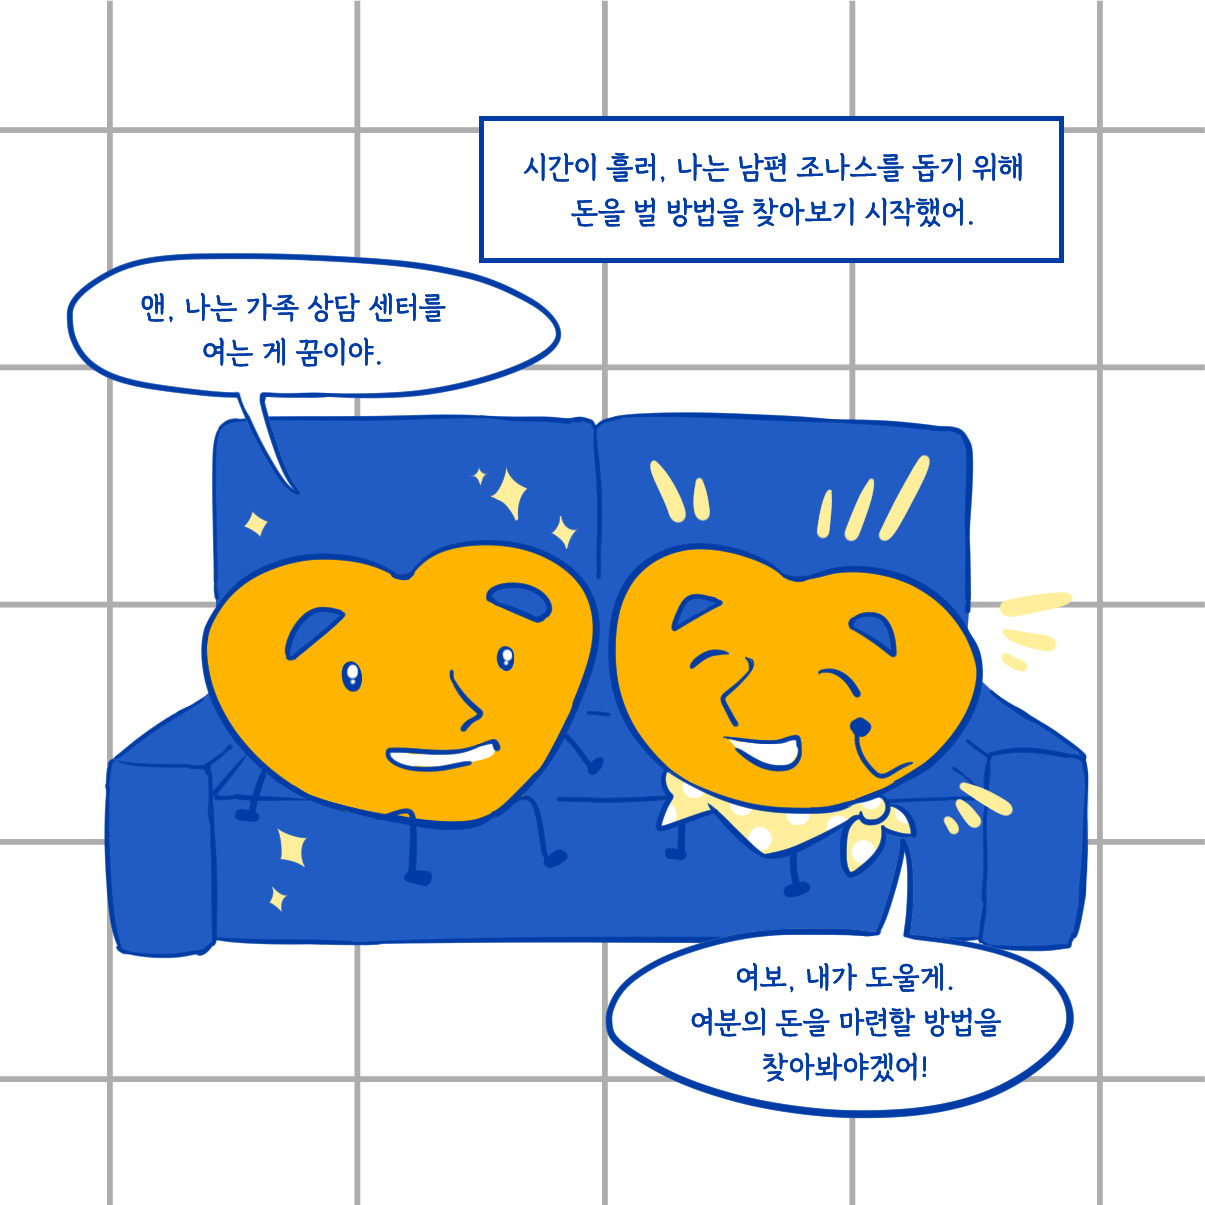 시간이 흘러, 나는 남편 조나스를 돕기 위해
돈을 벌 방법을 찾아보기 시작했어.
앤, 나는 가족 상담 센터를
여는 게 꿈이야.
여보, 내가 도울게.
여분의 돈을 마련할 방법을
찾아봐야겠어!